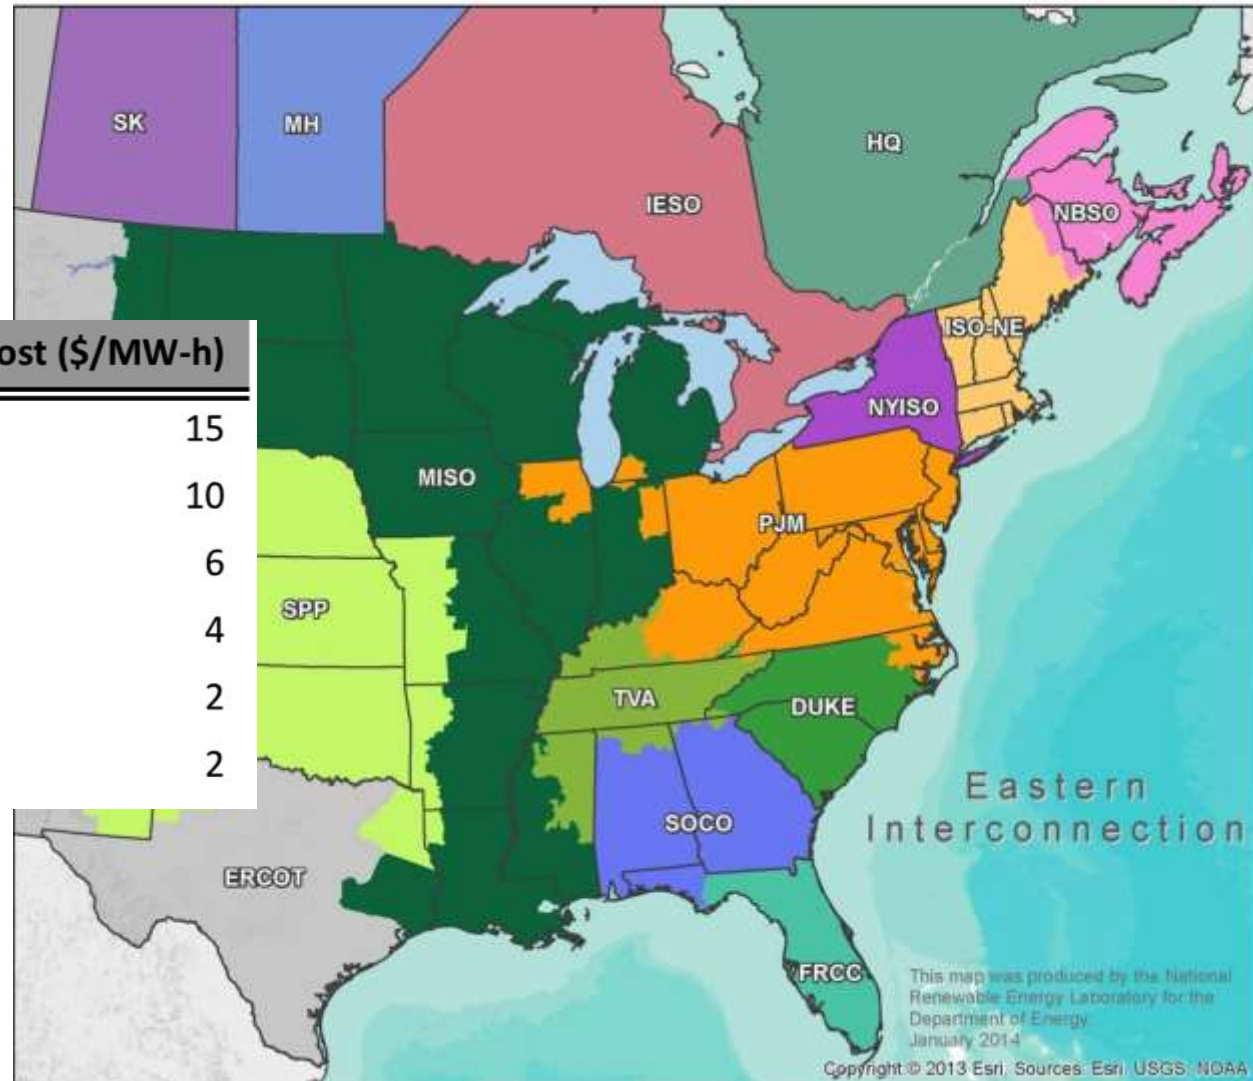 SK
MH
HQ
IESO
NBSO
ISO-NE
ost ($/MW-h)
15
10
6
4
2
2
NYISO
MISO
PJM
SPP
TVA
DUKE
SOCO
ERCOT
FRCC
Eastern
Interconnection
This map was produced by the National
Renewable Energy Laboratory for the
Department of Energy
January 2014
Copyright © 2013 Esri, Sources: Esri, USGS, NOAA